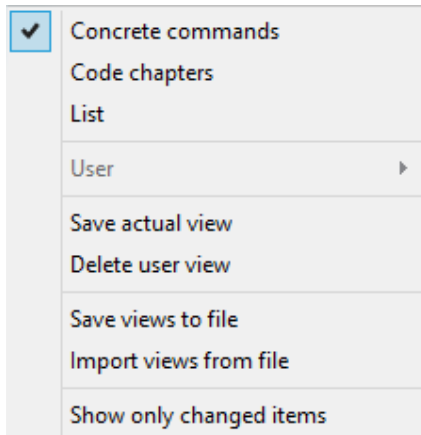 Concrete commands
Code chapters
List
User
Save actual view
Delete user view
Save views to file
Import views from file
Show only changed items